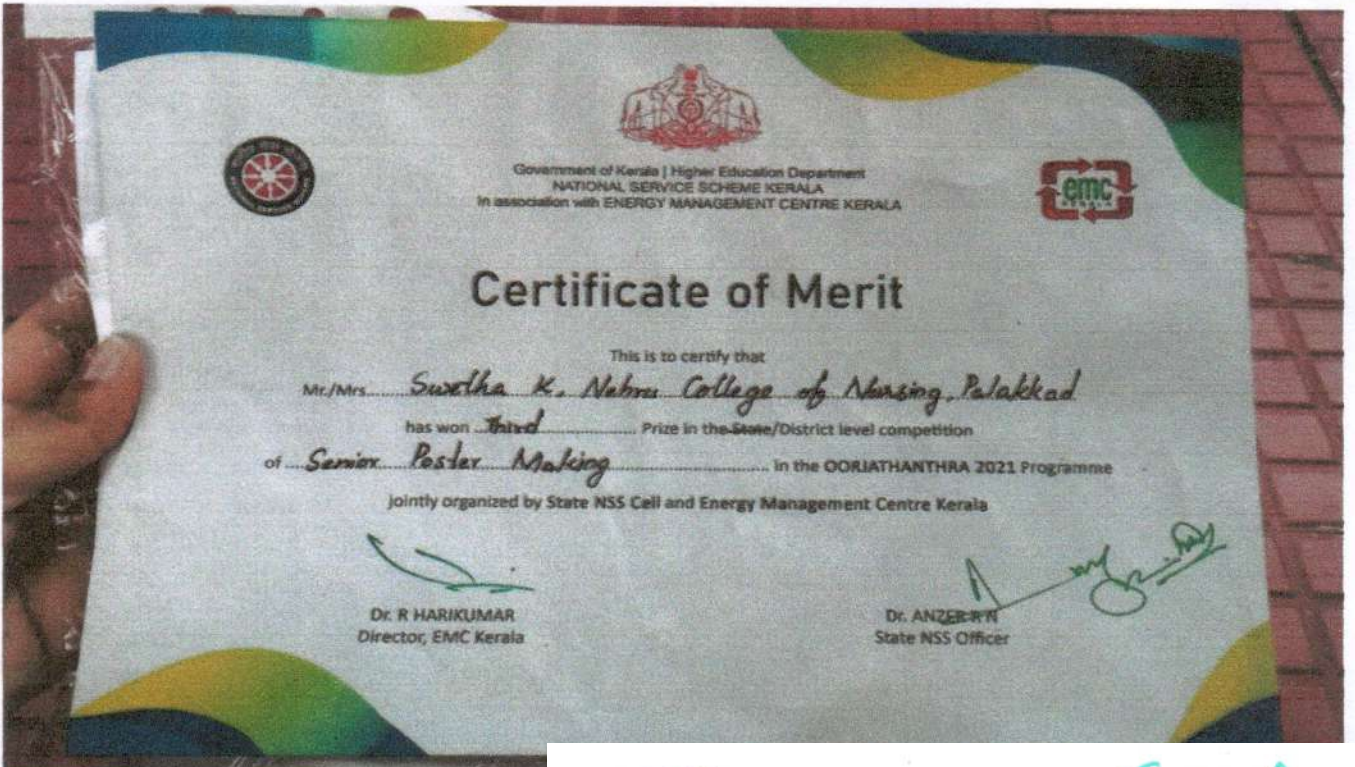 Government of Kerala | Higher Education Department
NATIONAL SERVICE SCHEME KERALA
In association with ENERGY MANAGEMENT CENTRE KERALA
emc
KERALA
Certificate of Merit
This is to certify that
Mr./Mrs. Swetha K, Nehru College of Nursing, Palakkad
has won Third Prize in the State/District level competition
of Senior Poster Making in the OORJATHANTHRA 2021 Programme
jointly organized by State NSS Cell and Energy Management Centre Kerala
Dr. R HARIKUMAR
Director, EMC Kerala
Dr. ANZER R N
State NSS Officer